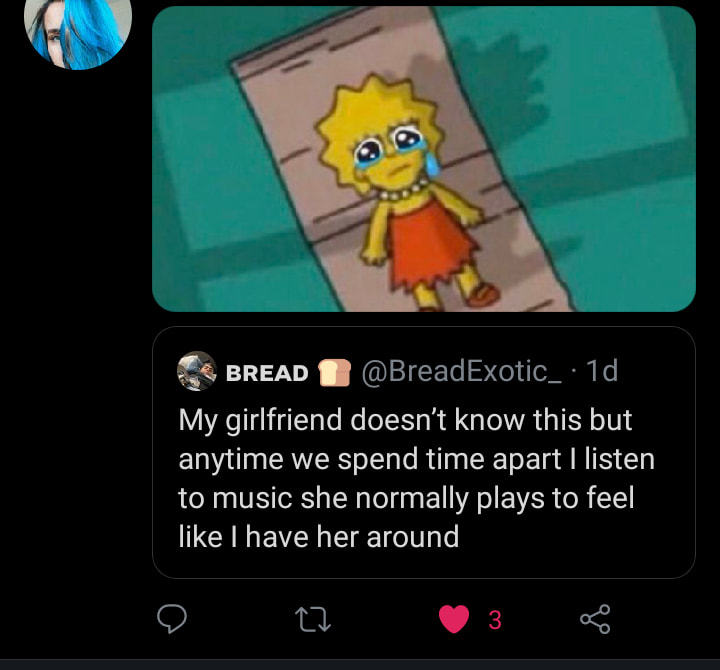 BREAD 🍞 @BreadExotic_ · 1d
My girlfriend doesn’t know this but
anytime we spend time apart I listen
to music she normally plays to feel
like I have her around
3